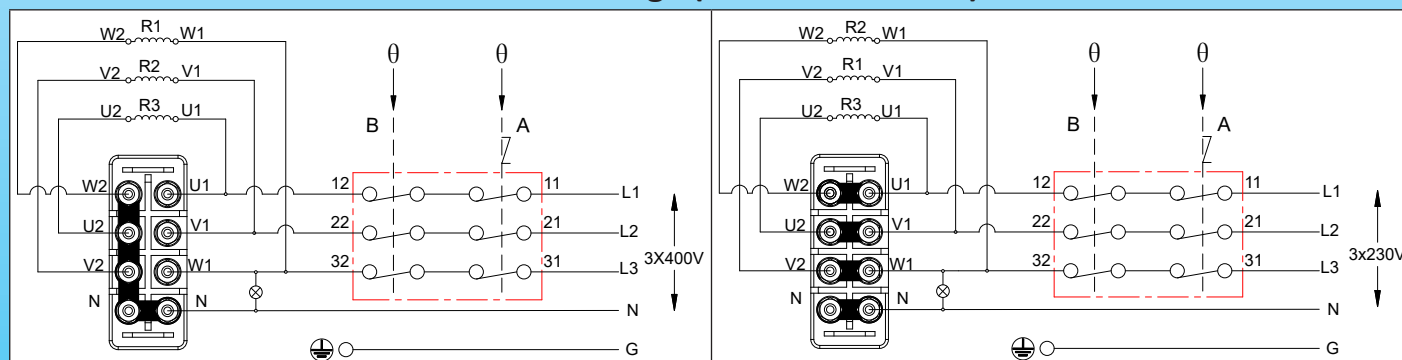 W2 R1 W1
V2 R2 V1
U2 R3 U1
θ θ
B A
W2 U1 12 11 L1
U2 V1 22 21 L2
3X400V
V2 W1 32 31 L3
N N N
G
W2 R2 W1
V2 R1 V1
U2 R3 U1
θ θ
B A
W2 U1 12 11 L1
U2 V1 22 21 L2
3x230V
V2 W1 32 31 L3
N N N
G